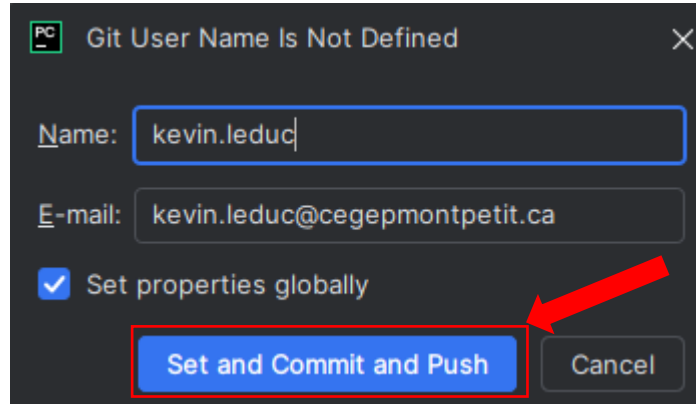 PC Git User Name Is Not Defined
Name: kevin.leduc
E-mail: kevin.leduc@cegepmontpetit.ca
Set properties globally
Set and Commit and Push Cancel